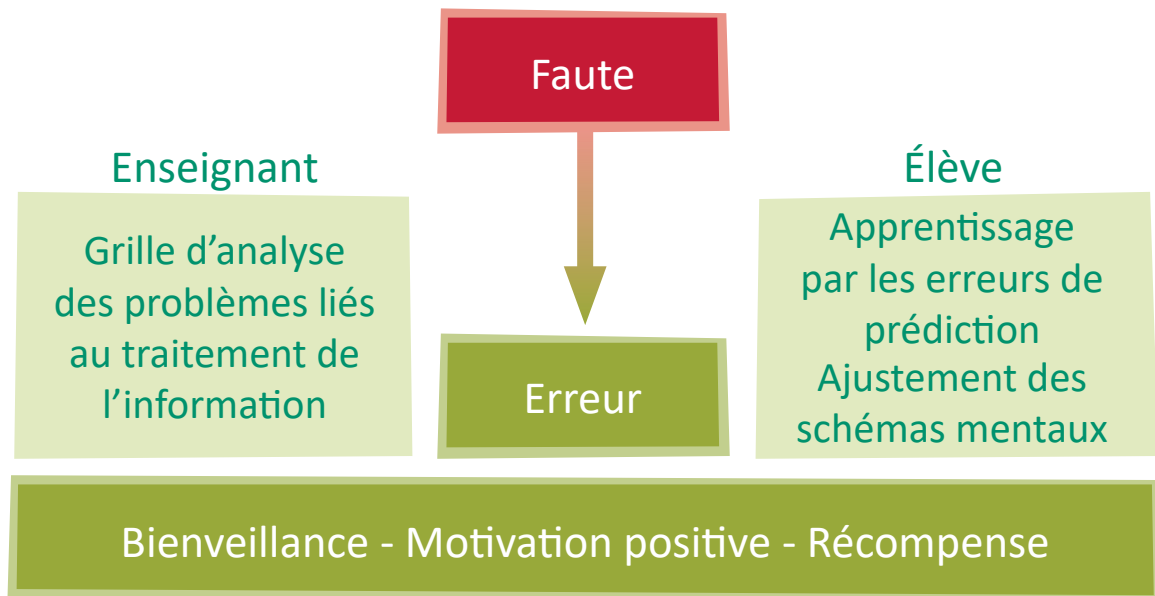 Faute
Enseignant
Grille d’analyse
des problèmes liés
au traitement de
l’information
Erreur
Élève
Apprentissage
par les erreurs de
prédiction
Ajustement des
schémas mentaux
Bienveillance - Motivation positive - Récompense